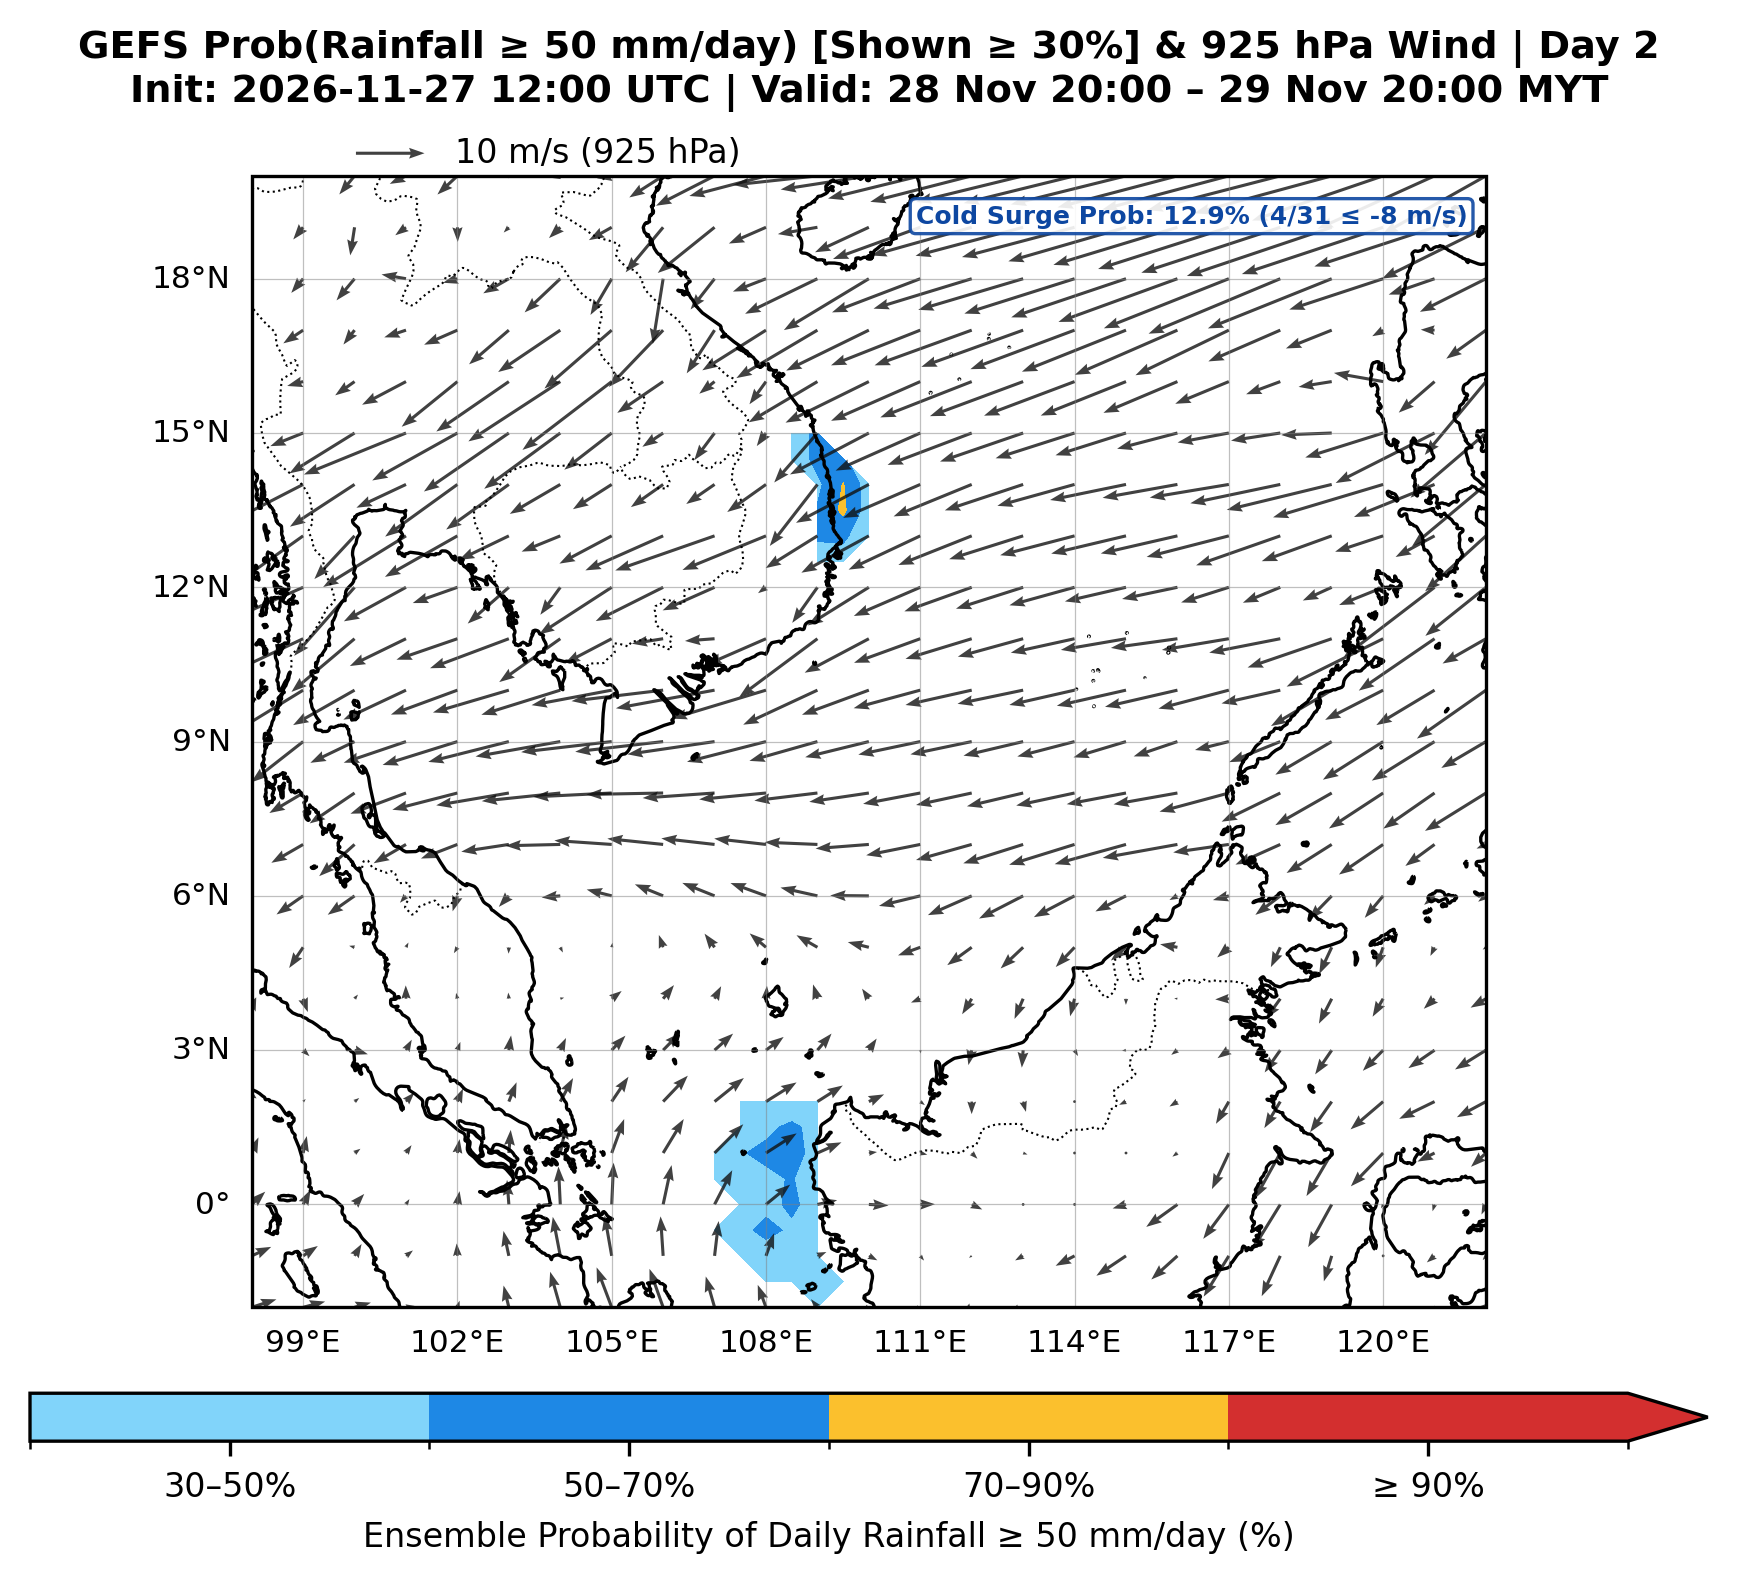 GEFS Prob(Rainfall ≥ 50 mm/day) [Shown ≥ 30%] & 925 hPa Wind | Day 2
Init: 2026-11-27 12:00 UTC | Valid: 28 Nov 20:00 – 29 Nov 20:00 MYT
10 m/s (925 hPa)
Cold Surge Prob: 12.9% (4/31 ≤ -8 m/s)
18°N
15°N
12°N
9°N
6°N
3°N
0°
99°E 102°E 105°E 108°E 111°E 114°E 117°E 120°E
30–50% 50–70% 70–90% ≥ 90%
Ensemble Probability of Daily Rainfall ≥ 50 mm/day (%)